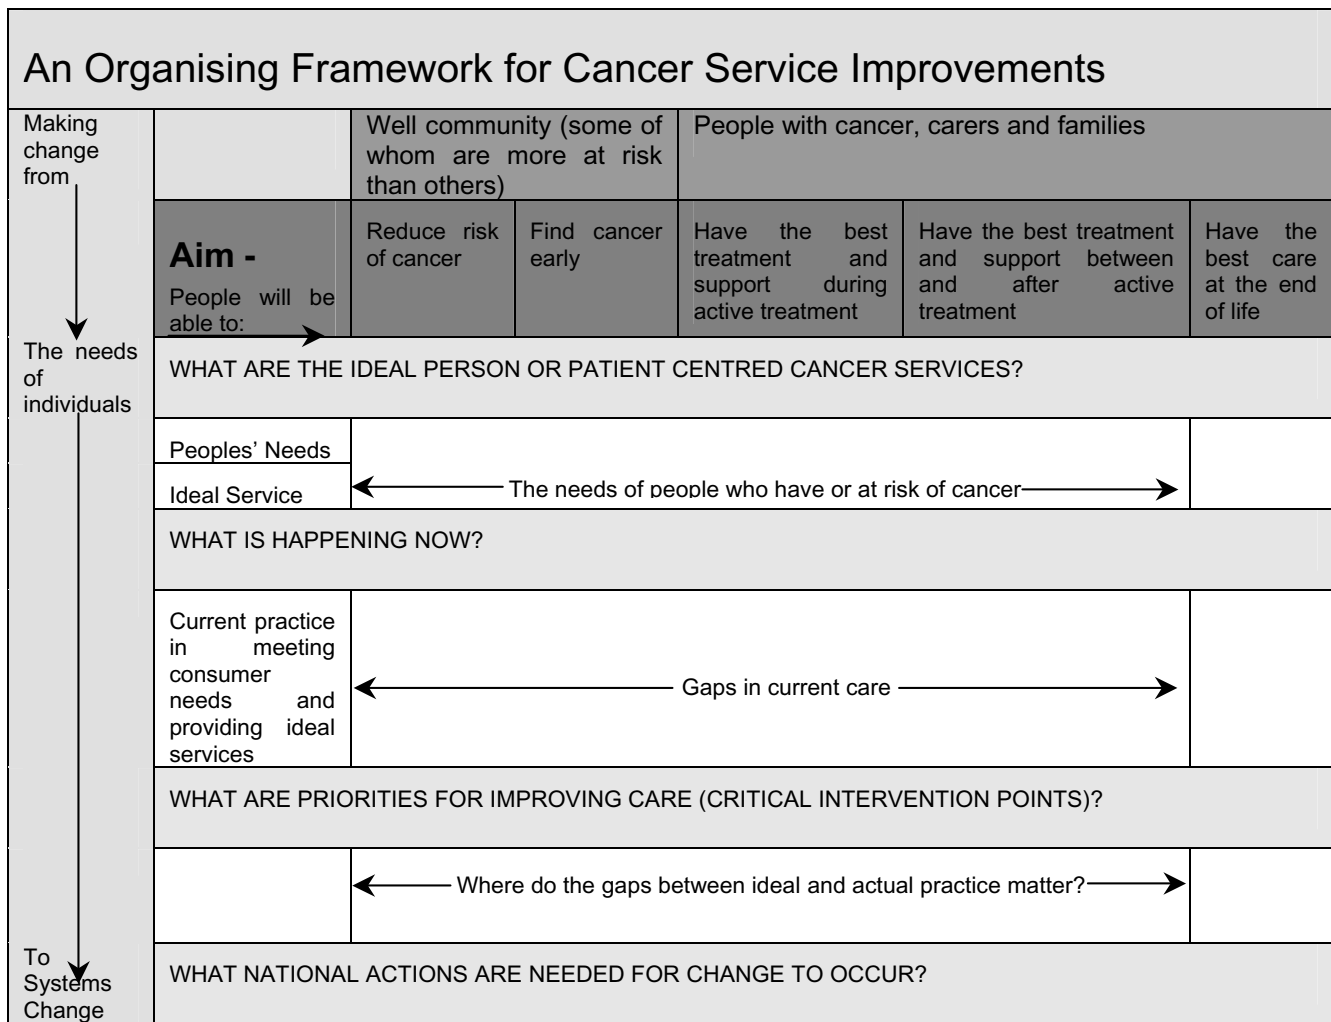 An Organising Framework for Cancer Service Improvements
Making
change
from
Well community (some of
whom are more at risk
than others)
People with cancer, carers and families
Aim -
People will be
able to:
Reduce risk
of cancer
Find cancer
early
Have the best
treatment and
support during
active treatment
Have the best treatment
and support between
and after active
treatment
Have the
best care
at the end
of life
The needs
of
individuals
WHAT ARE THE IDEAL PERSON OR PATIENT CENTRED CANCER SERVICES?
Peoples’ Needs
Ideal Service
The needs of people who have or at risk of cancer
WHAT IS HAPPENING NOW?
Current practice
in meeting
consumer
needs and
providing ideal
services
Gaps in current care
WHAT ARE PRIORITIES FOR IMPROVING CARE (CRITICAL INTERVENTION POINTS)?
Where do the gaps between ideal and actual practice matter?
To
Systems
Change
WHAT NATIONAL ACTIONS ARE NEEDED FOR CHANGE TO OCCUR?